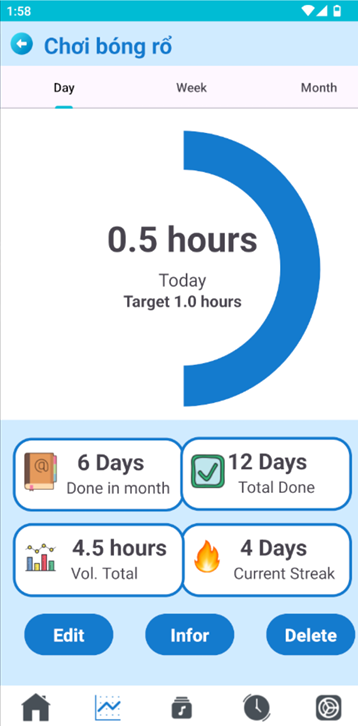 1:58
Chơi bóng rổ
Day Week Month
0.5 hours
Today
Target 1.0 hours
6 Days
Done in month
12 Days
Total Done
4.5 hours
Vol. Total
4 Days
Current Streak
Edit Infor Delete